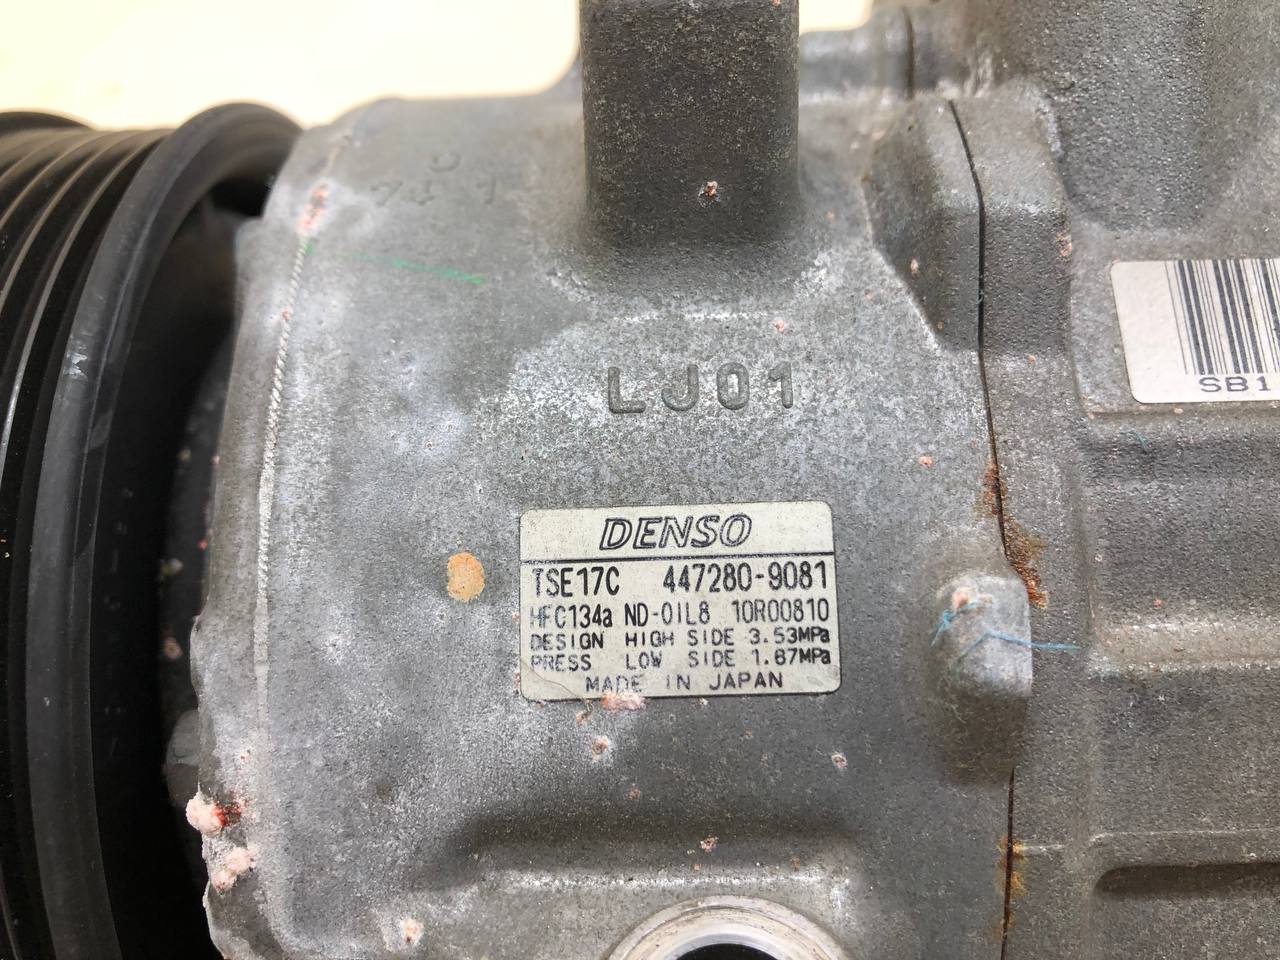 LJ01
SB1
DENSO
TSE17C 447280-9081
HFC134a ND-OIL8 10R00810
DESIGN HIGH SIDE 3.53MPa
PRESS LOW SIDE 1.67MPa
MADE IN JAPAN